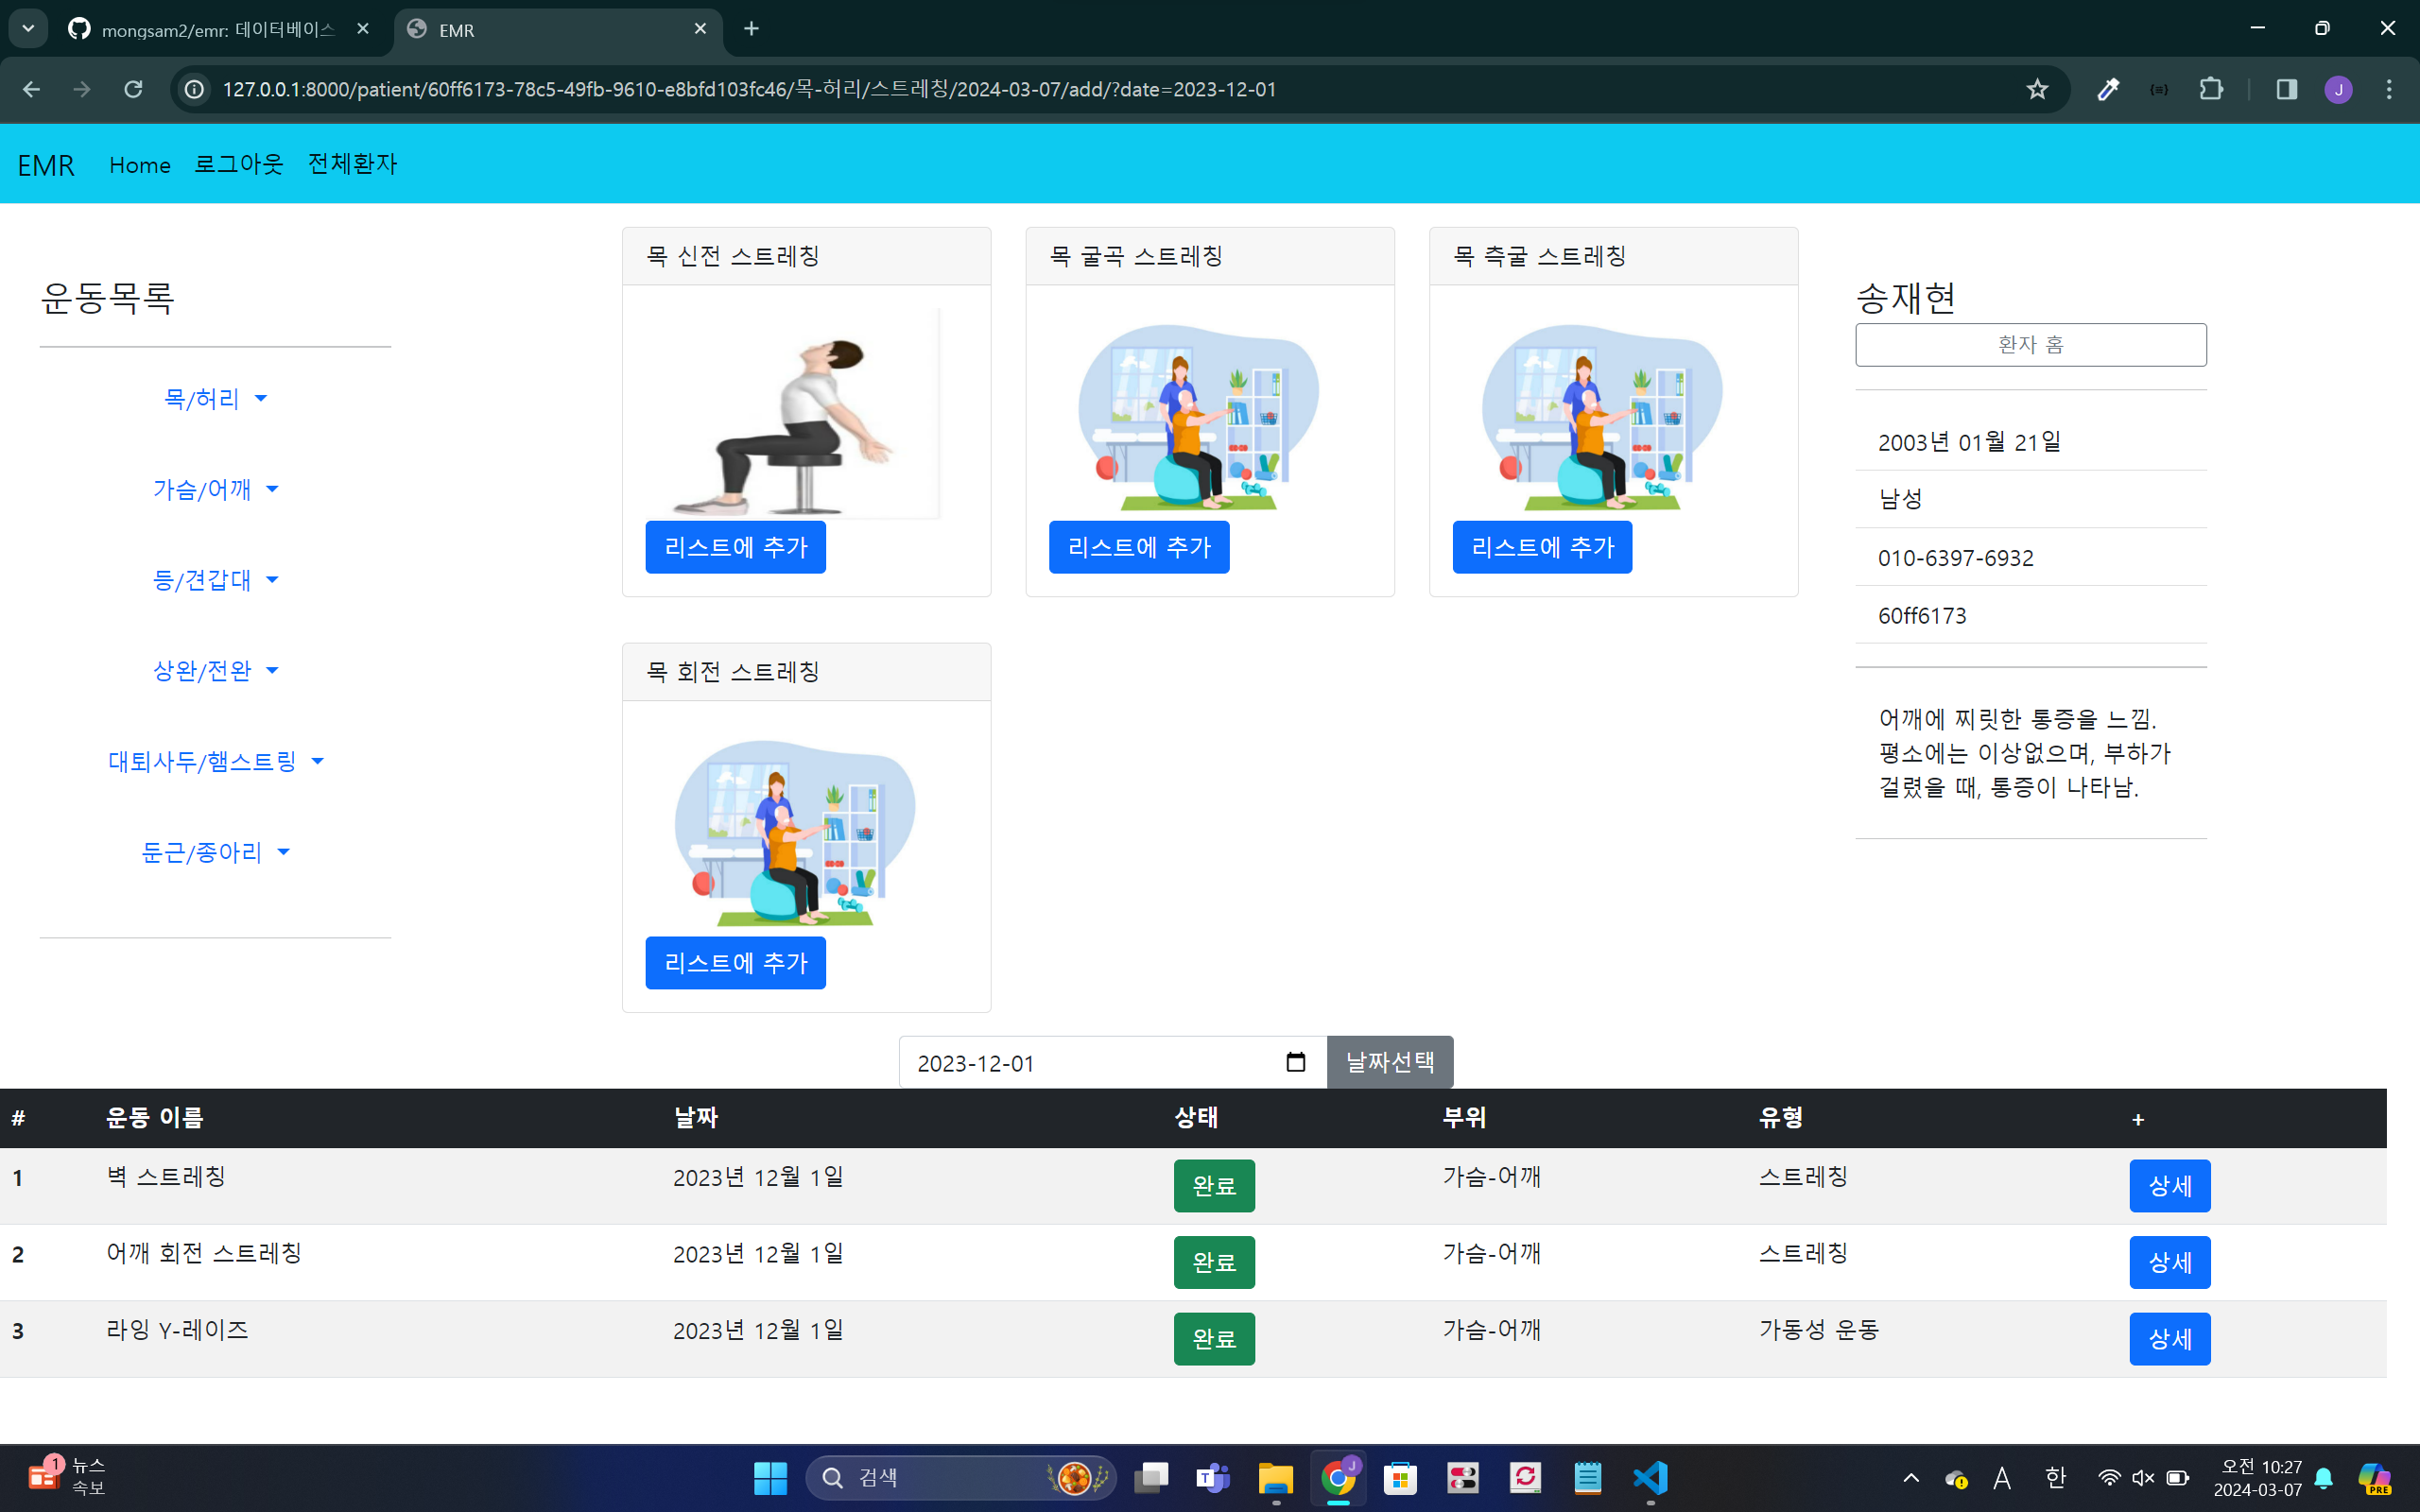 mongsam2/emr: 데이터베이스
EMR
127.0.0.1:8000/patient/60ff6173-78c5-49fb-9610-e8bfd103fc46/목-허리/스트레칭/2024-03-07/add/?date=2023-12-01
J
EMR Home 로그아웃 전체환자
운동목록
목/허리
가슴/어깨
등/견갑대
상완/전완
대퇴사두/햄스트링
둔근/종아리
목 신전 스트레칭
리스트에 추가
목 굴곡 스트레칭
리스트에 추가
목 측굴 스트레칭
리스트에 추가
목 회전 스트레칭
리스트에 추가
송재현
환자 홈
2003년 01월 21일
남성
010-6397-6932
60ff6173
어깨에 찌릿한 통증을 느낌.
평소에는 이상없으며, 부하가
걸렸을 때, 통증이 나타남.
2023-12-01 날짜선택
# 운동 이름 날짜 상태 부위 유형 +
1 벽 스트레칭 2023년 12월 1일 완료 가슴-어깨 스트레칭 상세
2 어깨 회전 스트레칭 2023년 12월 1일 완료 가슴-어깨 스트레칭 상세
3 라잉 Y-레이즈 2023년 12월 1일 완료 가슴-어깨 가동성 운동 상세
1 뉴스
속보
검색
J
A 한
오전 10:27
2024-03-07
PRE